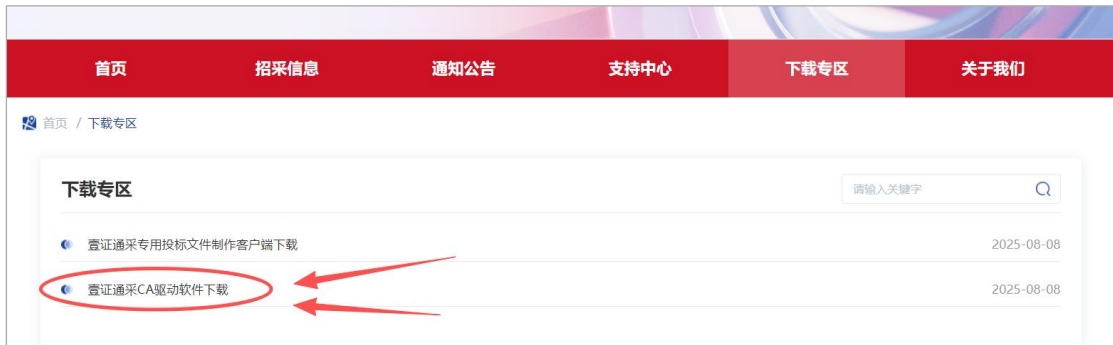 首页 招采信息 通知公告 支持中心 下载专区 关于我们
首页 / 下载专区
下载专区 请输入关键字
壹证通采专用投标文件制作客户端下载 2025-08-08
壹证通采CA驱动软件下载 2025-08-08